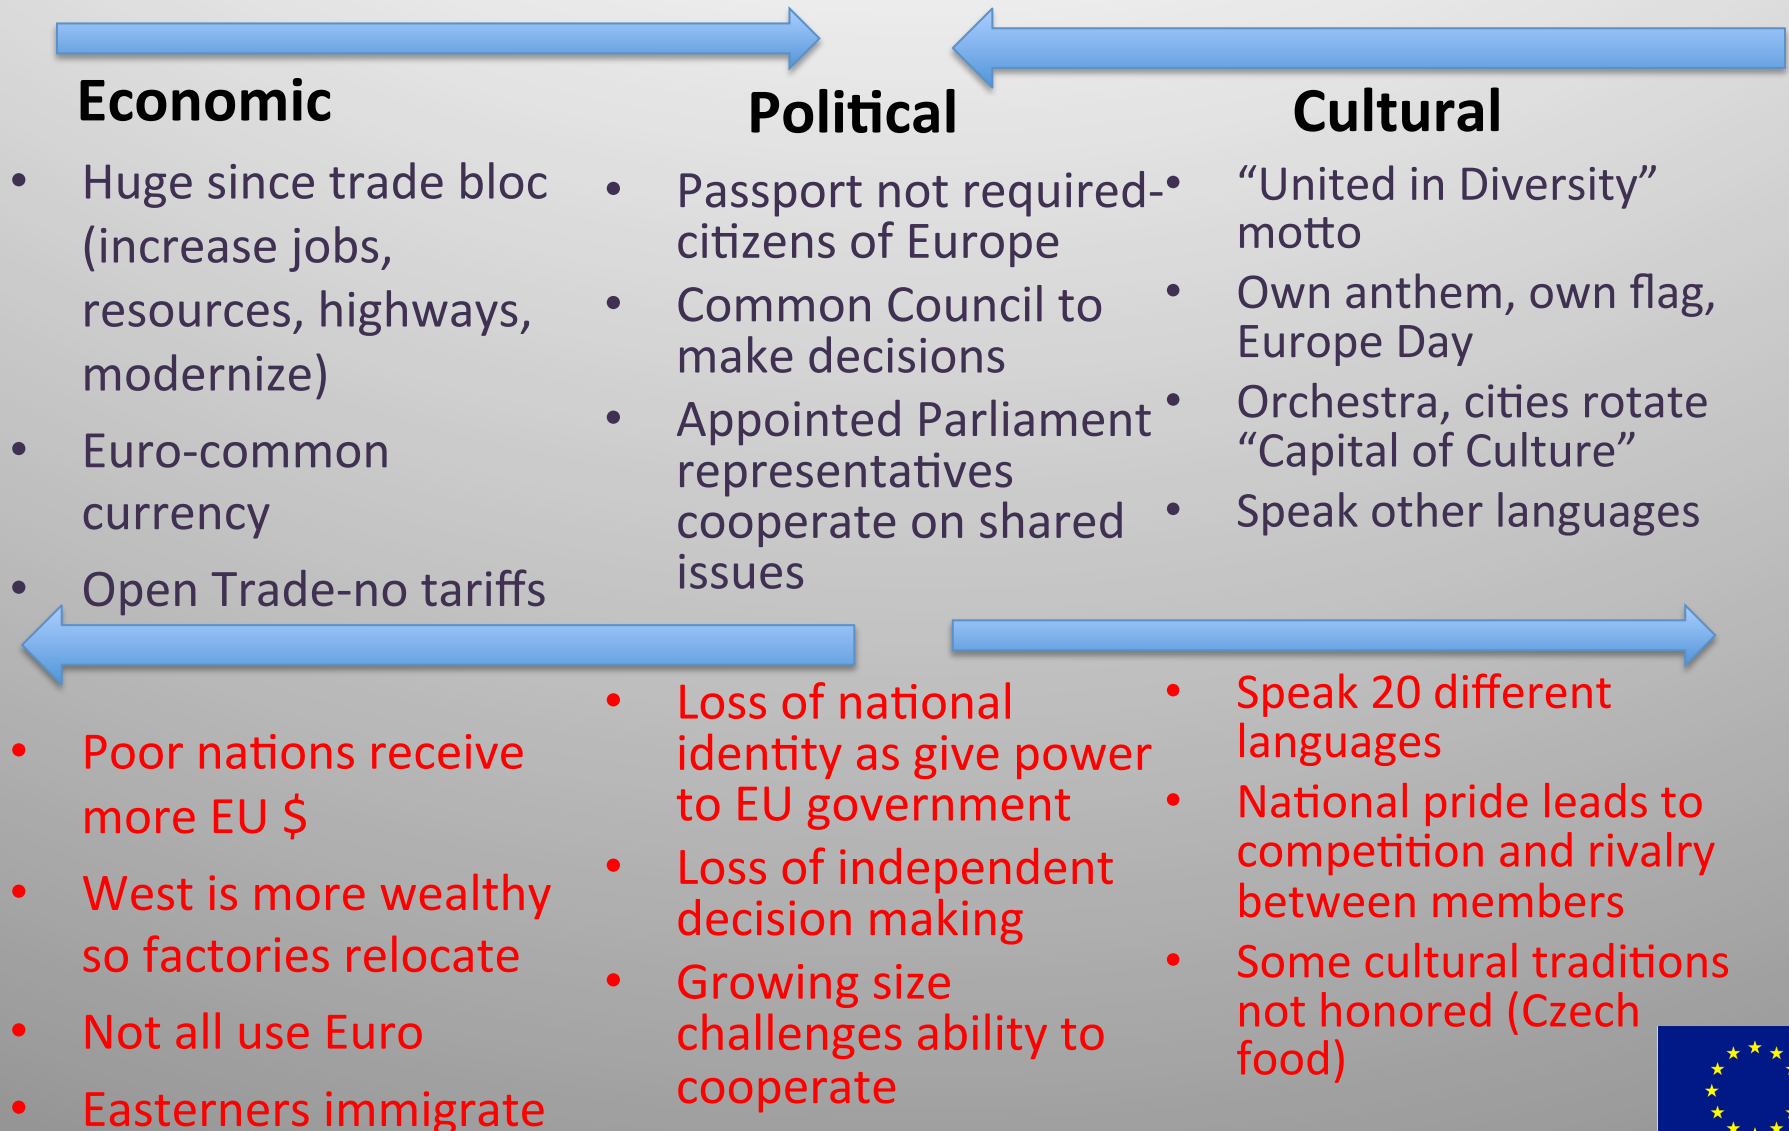 Economic
• Huge since trade bloc
(increase jobs,
resources, highways,
modernize)
• Euro-common
currency
• Open Trade-no tariffs
• Poor nations receive
more EU $
• West is more wealthy
so factories relocate
• Not all use Euro
• Easterners immigrate
Political
• Passport not required-
citizens of Europe
• Common Council to
make decisions
• Appointed Parliament
representatives
cooperate on shared
issues
• Loss of national
identity as give power
to EU government
• Loss of independent
decision making
• Growing size
challenges ability to
cooperate
Cultural
• “United in Diversity”
motto
• Own anthem, own flag,
Europe Day
• Orchestra, cities rotate
“Capital of Culture”
• Speak other languages
• Speak 20 different
languages
• National pride leads to
competition and rivalry
between members
• Some cultural traditions
not honored (Czech
food)